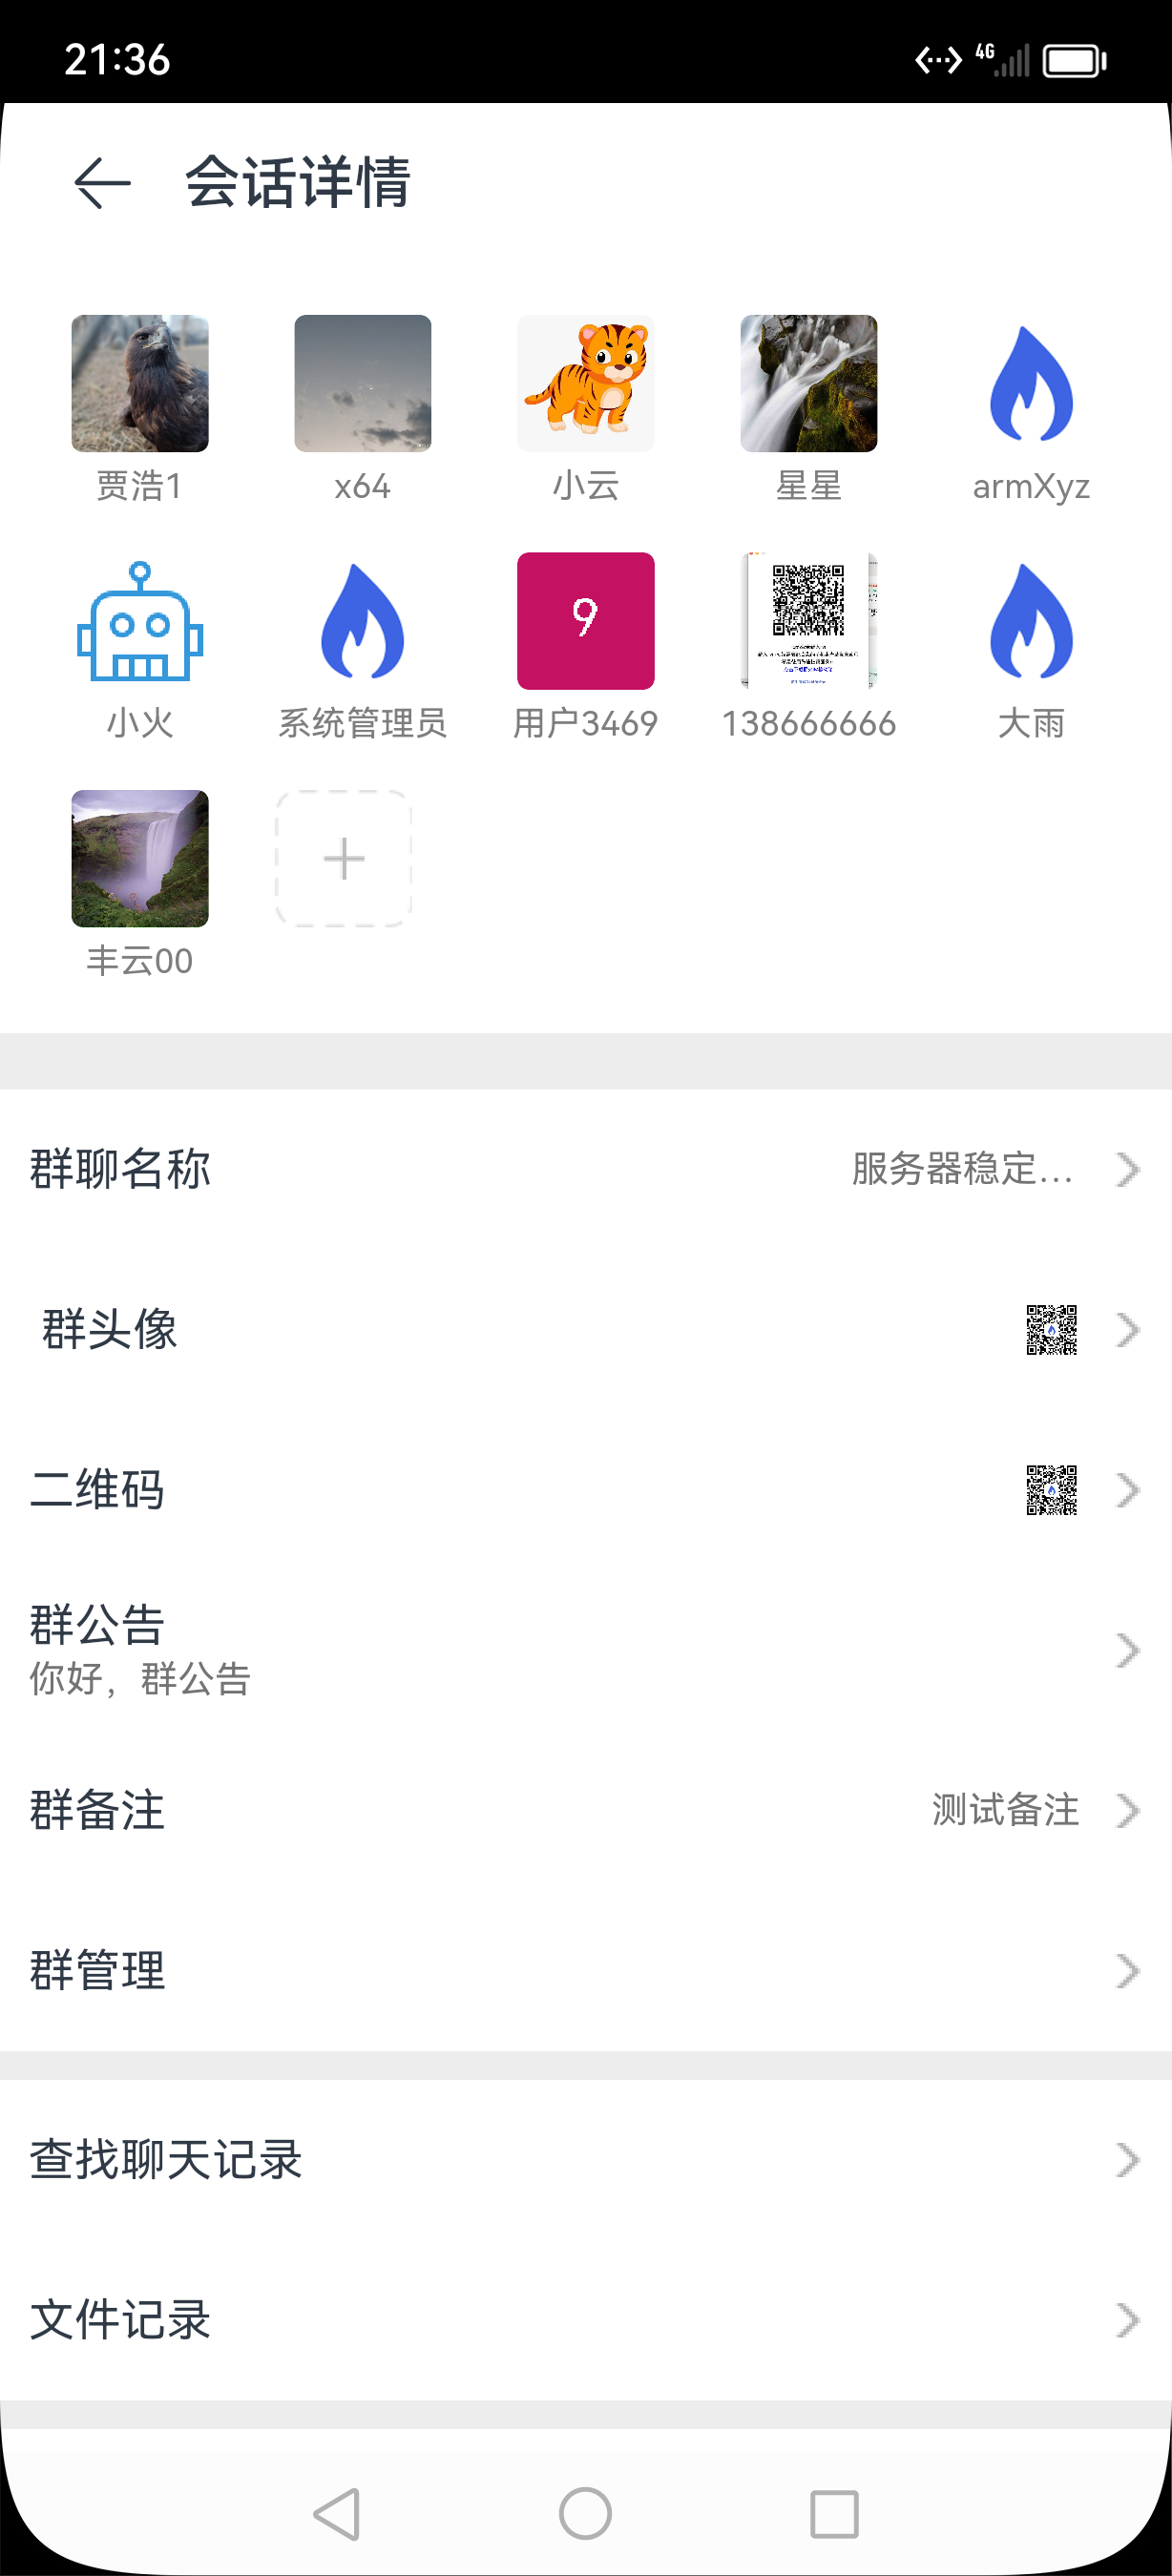 21:36
4G
会话详情
贾浩1
x64
小云
星星
armXyz
9
小火
系统管理员
用户3469
138666666
大雨
丰云00
群聊名称
服务器稳定...
群头像
二维码
群公告
你好，群公告
群备注
测试备注
群管理
查找聊天记录
文件记录